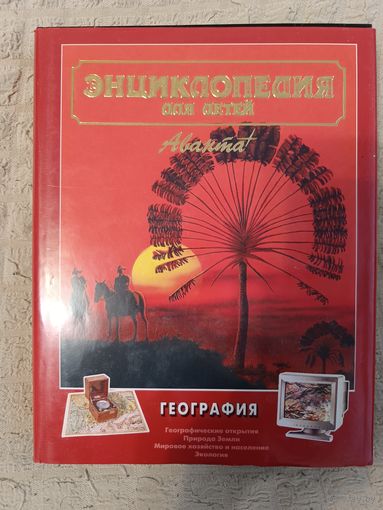 ЭНЦИКЛОПЕДИЯ
ДЛЯ ДЕТЕЙ
Аванта+
ГЕОГРАФИЯ
Географические открытия
Природа Земли
Мировое хозяйство и население
Экология